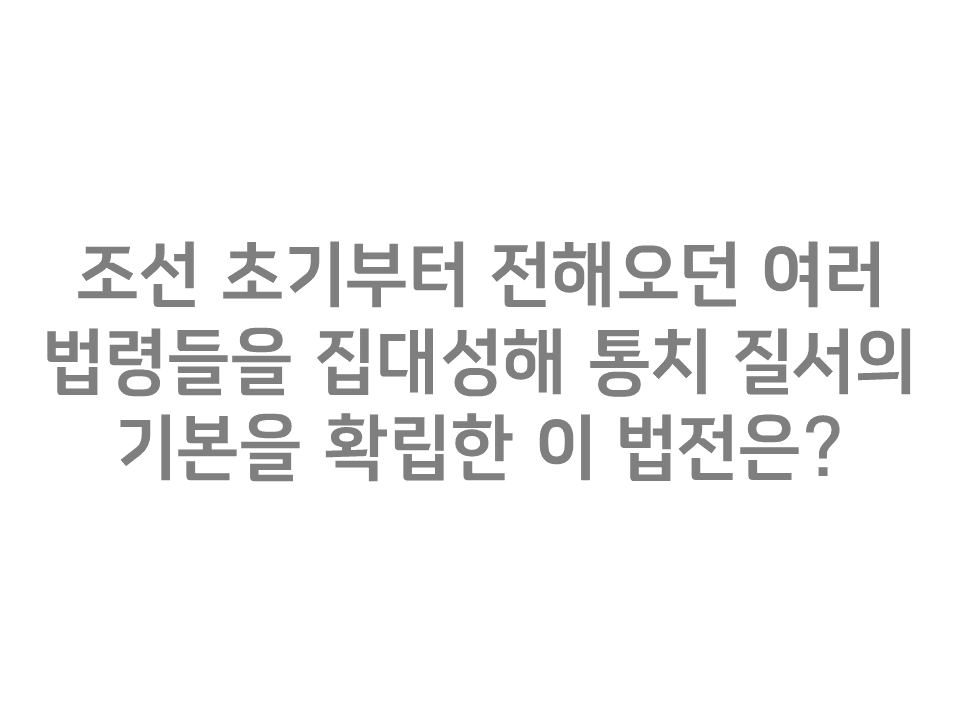 조선 초기부터 전해오던 여러
법령들을 집대성해 통치 질서의
기본을 확립한 이 법전은?